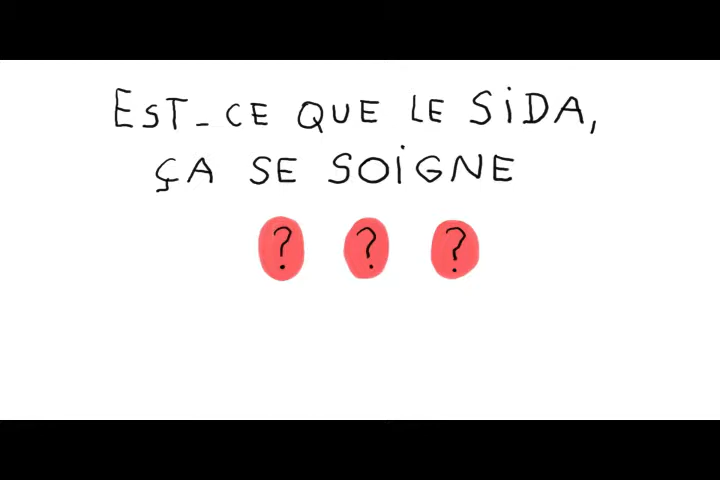 EST-CE QUE LE SiDA,
ÇA SE SOiGNE
? ? ?